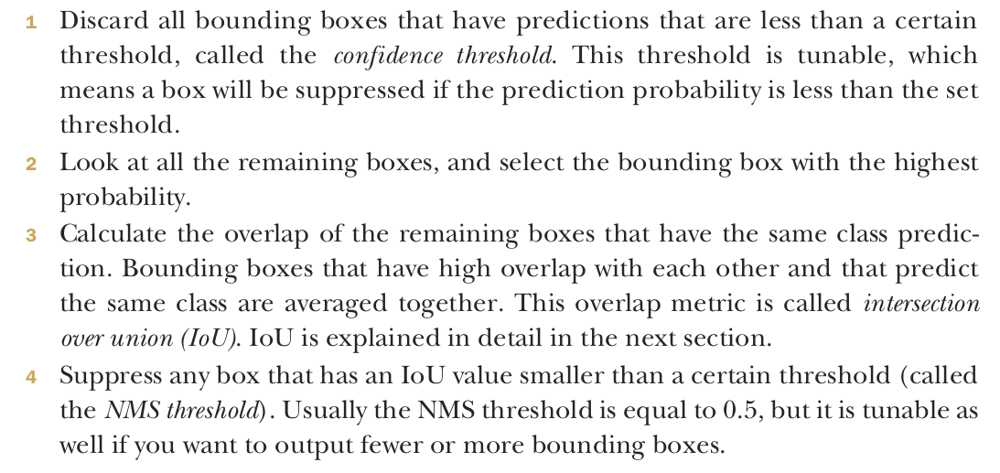 1 Discard all bounding boxes that have predictions that are less than a certain
threshold, called the confidence threshold. This threshold is tunable, which
means a box will be suppressed if the prediction probability is less than the set
threshold.
2 Look at all the remaining boxes, and select the bounding box with the highest
probability.
3 Calculate the overlap of the remaining boxes that have the same class predic-
tion. Bounding boxes that have high overlap with each other and that predict
the same class are averaged together. This overlap metric is called intersection
over union (IoU). IoU is explained in detail in the next section.
4 Suppress any box that has an IoU value smaller than a certain threshold (called
the NMS threshold). Usually the NMS threshold is equal to 0.5, but it is tunable as
well if you want to output fewer or more bounding boxes.